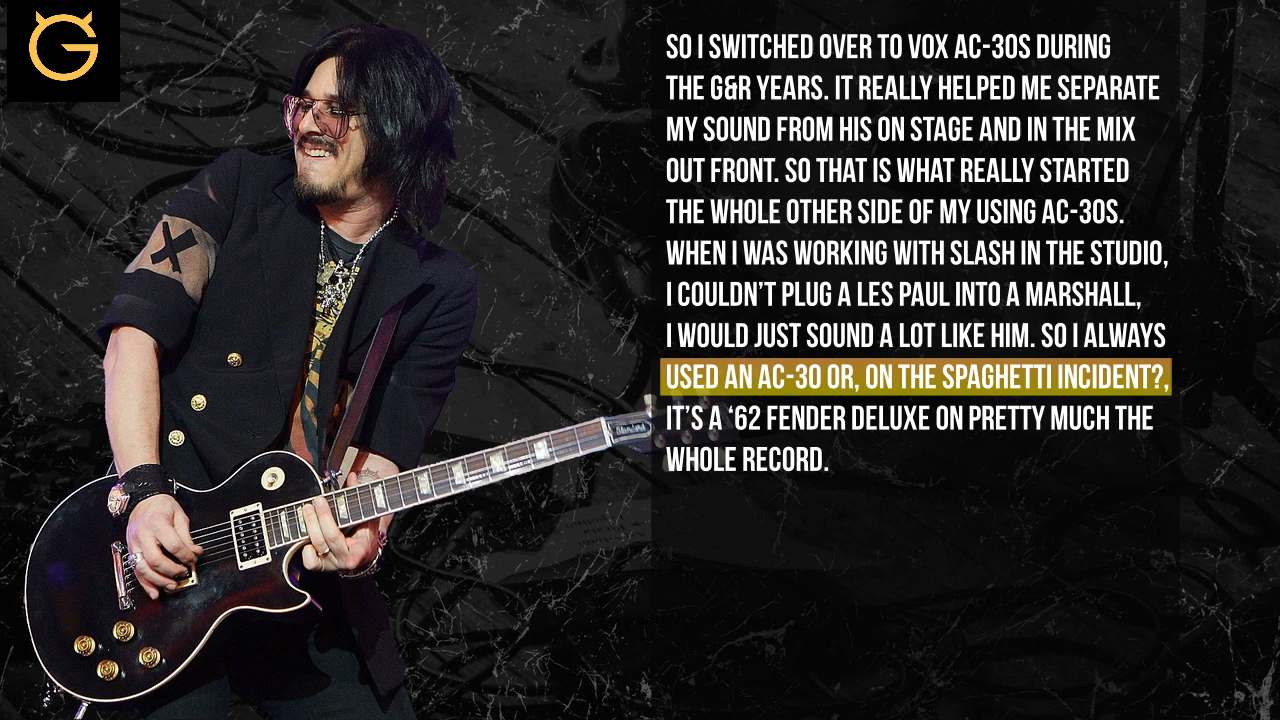 SO I SWITCHED OVER TO VOX AC-30S DURING
THE G&R YEARS. IT REALLY HELPED ME SEPARATE
MY SOUND FROM HIS ON STAGE AND IN THE MIX
OUT FRONT. SO THAT IS WHAT REALLY STARTED
THE WHOLE OTHER SIDE OF MY USING AC-30S.
WHEN I WAS WORKING WITH SLASH IN THE STUDIO,
I COULDN’T PLUG A LES PAUL INTO A MARSHALL,
I WOULD JUST SOUND A LOT LIKE HIM. SO I ALWAYS
USED AN AC-30 OR, ON THE SPAGHETTI INCIDENT?,
IT’S A ‘62 FENDER DELUXE ON PRETTY MUCH THE
WHOLE RECORD.